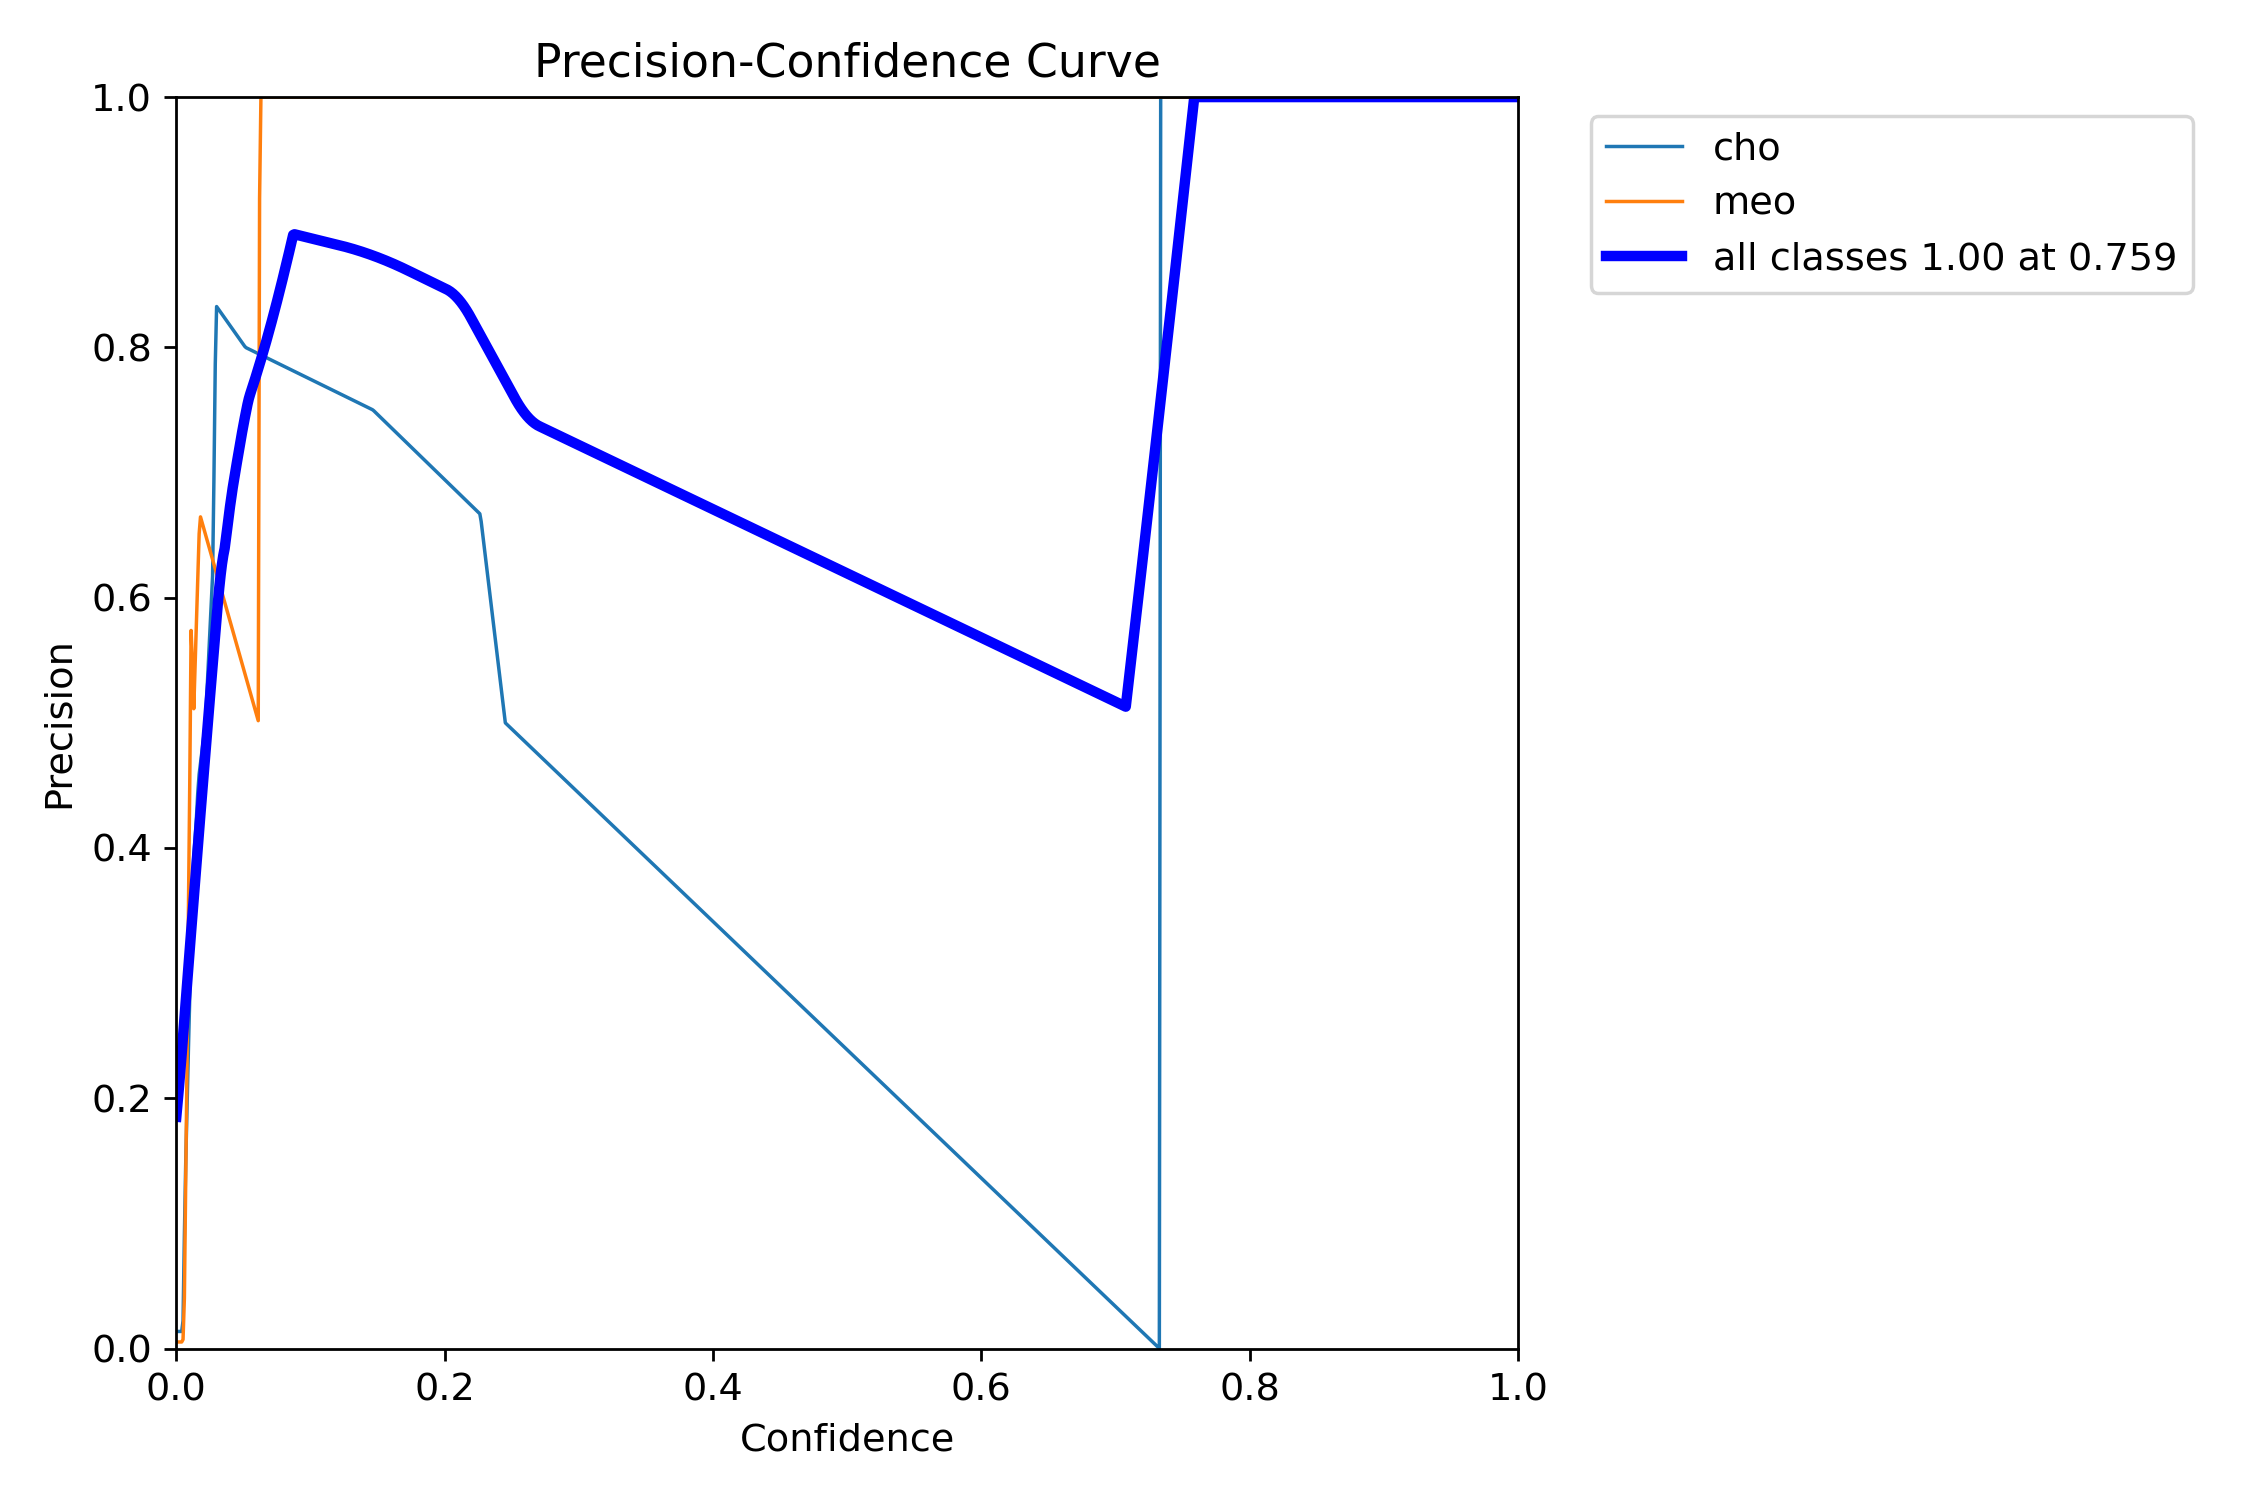 Precision-Confidence Curve
1.0
0.8
0.6
0.4
0.2
0.0
Precision
0.0 0.2 0.4 0.6 0.8 1.0
Confidence
cho
meo
all classes 1.00 at 0.759